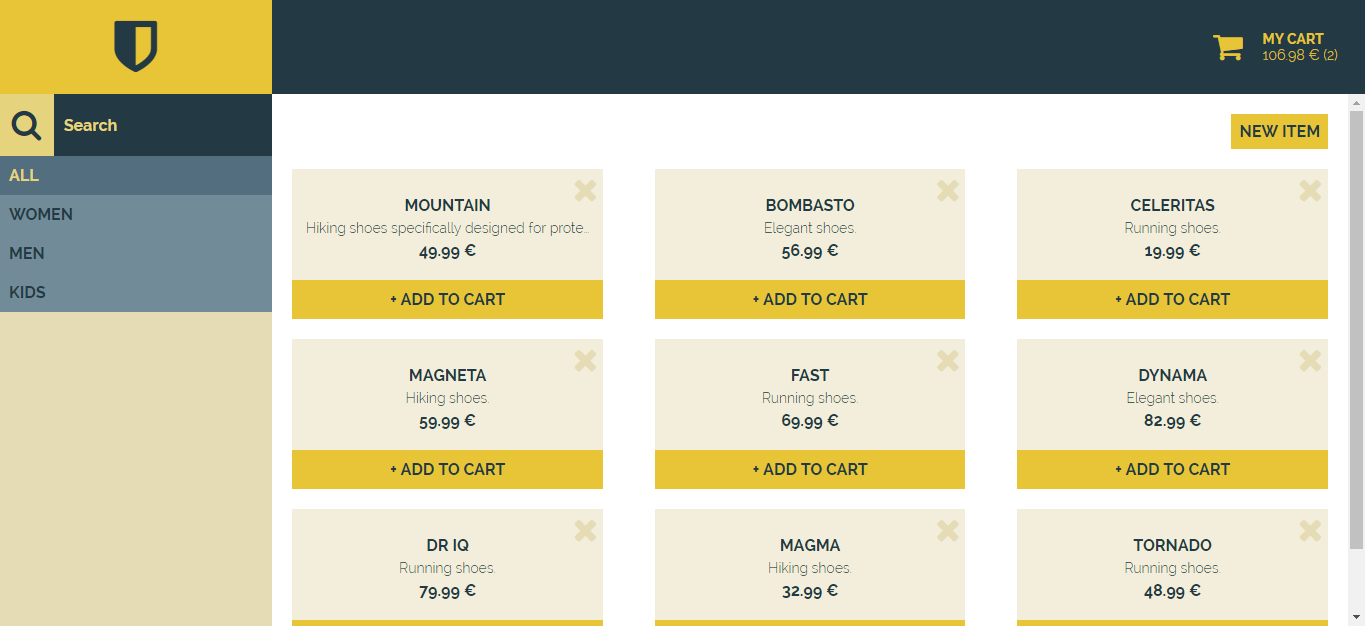 MY CART
106.98 € (2)
Search
ALL
WOMEN
MEN
KIDS
NEW ITEM
MOUNTAIN
Hiking shoes specifically designed for prote...
49.99 €
+ ADD TO CART
BOMBASTO
Elegant shoes.
56.99 €
+ ADD TO CART
CELERITAS
Running shoes.
19.99 €
+ ADD TO CART
MAGNETA
Hiking shoes.
59.99 €
+ ADD TO CART
FAST
Running shoes.
69.99 €
+ ADD TO CART
DYNAMA
Elegant shoes.
82.99 €
+ ADD TO CART
DR IQ
Running shoes.
79.99 €
MAGMA
Hiking shoes.
32.99 €
TORNADO
Running shoes.
48.99 €